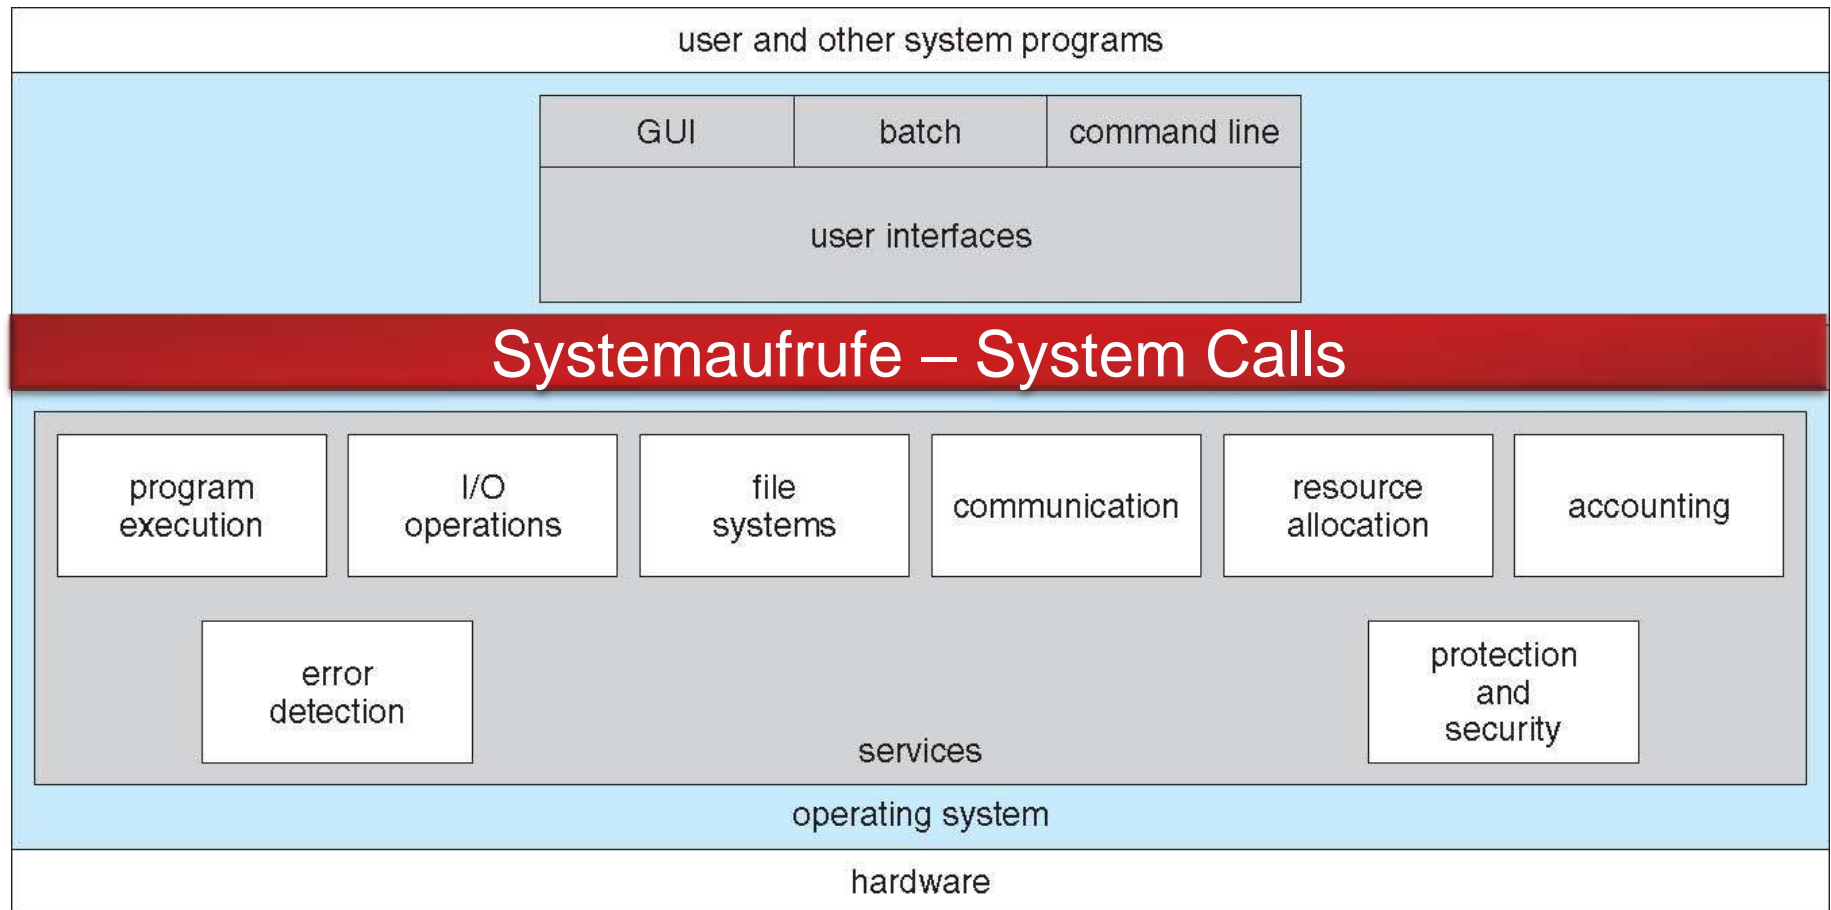 user and other system programs
GUI
batch
command line
user interfaces
Systemaufrufe – System Calls
program
execution
I/O
operations
file
systems
communication
resource
allocation
accounting
error
detection
protection
and
security
services
operating system
hardware